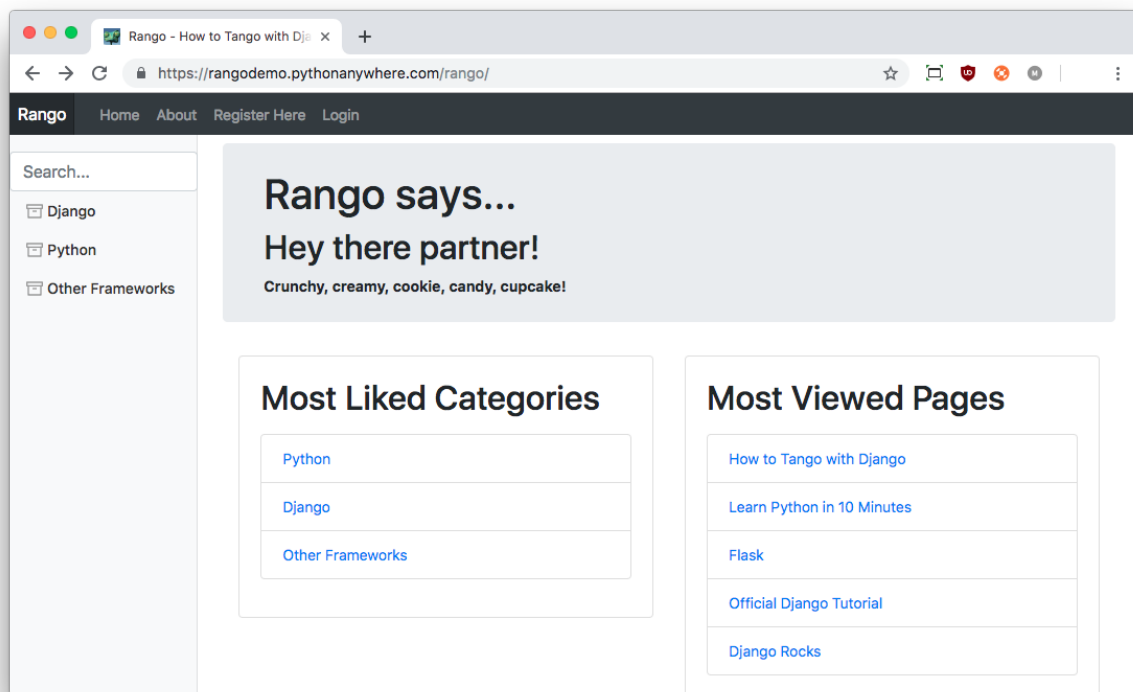 Rango - How to Tango with Dja
https://rangodemo.pythonanywhere.com/rango/
Rango Home About Register Here Login
Search...
Django
Python
Other Frameworks
Rango says...
Hey there partner!
Crunchy, creamy, cookie, candy, cupcake!
Most Liked Categories
Python
Django
Other Frameworks
Most Viewed Pages
How to Tango with Django
Learn Python in 10 Minutes
Flask
Official Django Tutorial
Django Rocks